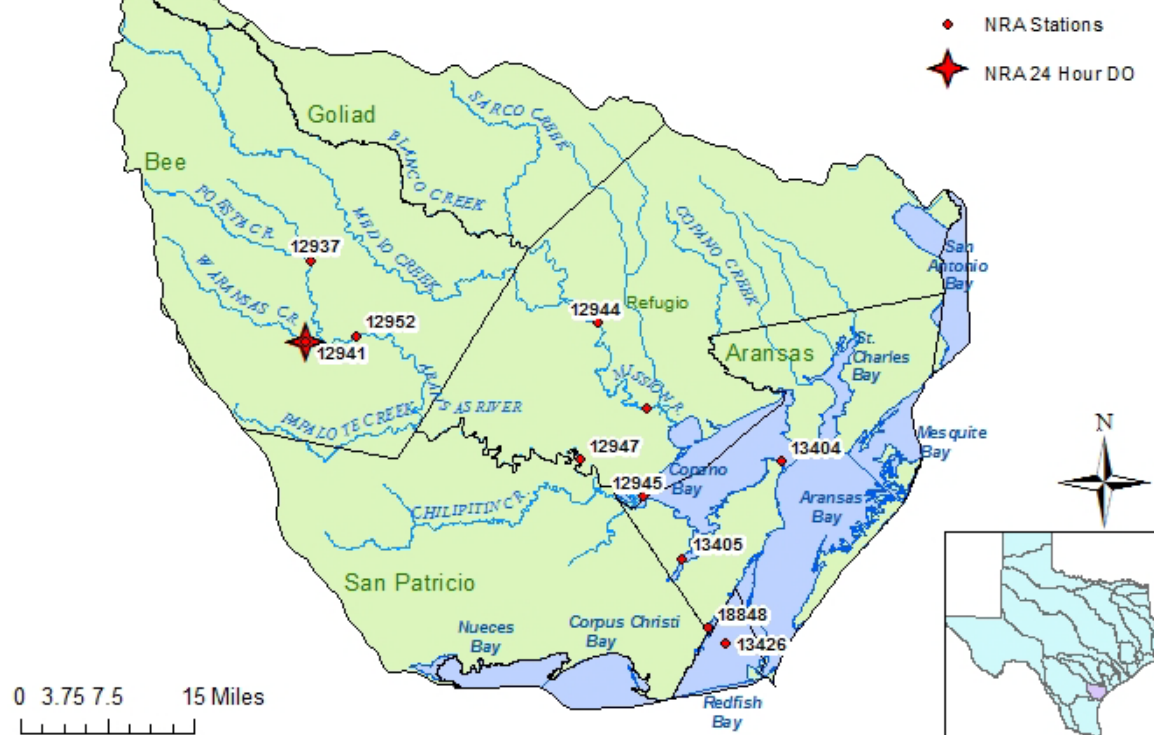 NRA Stations
NRA 24 Hour DO
Goliad
SARCO CREEK
BLANCO CREEK
Bee
POESTA CR.
MEDIO CREEK
COPANO CREEK
12937
W ARANSAS CR.
San
Antonio
Bay
12944
Refugio
12952
12941
Aransas
St.
Charles
Bay
MISSION R.
ARANSAS RIVER
PAPALOTE CREEK
12947
13404
Mesquite
Bay
N
Copano
Bay
12945
CHILIPITIN CR.
Aransas
Bay
13405
San Patricio
18848
Nueces
Bay
Corpus Christi
Bay
13426
Redfish
Bay
0 3.75 7.5 15 Miles